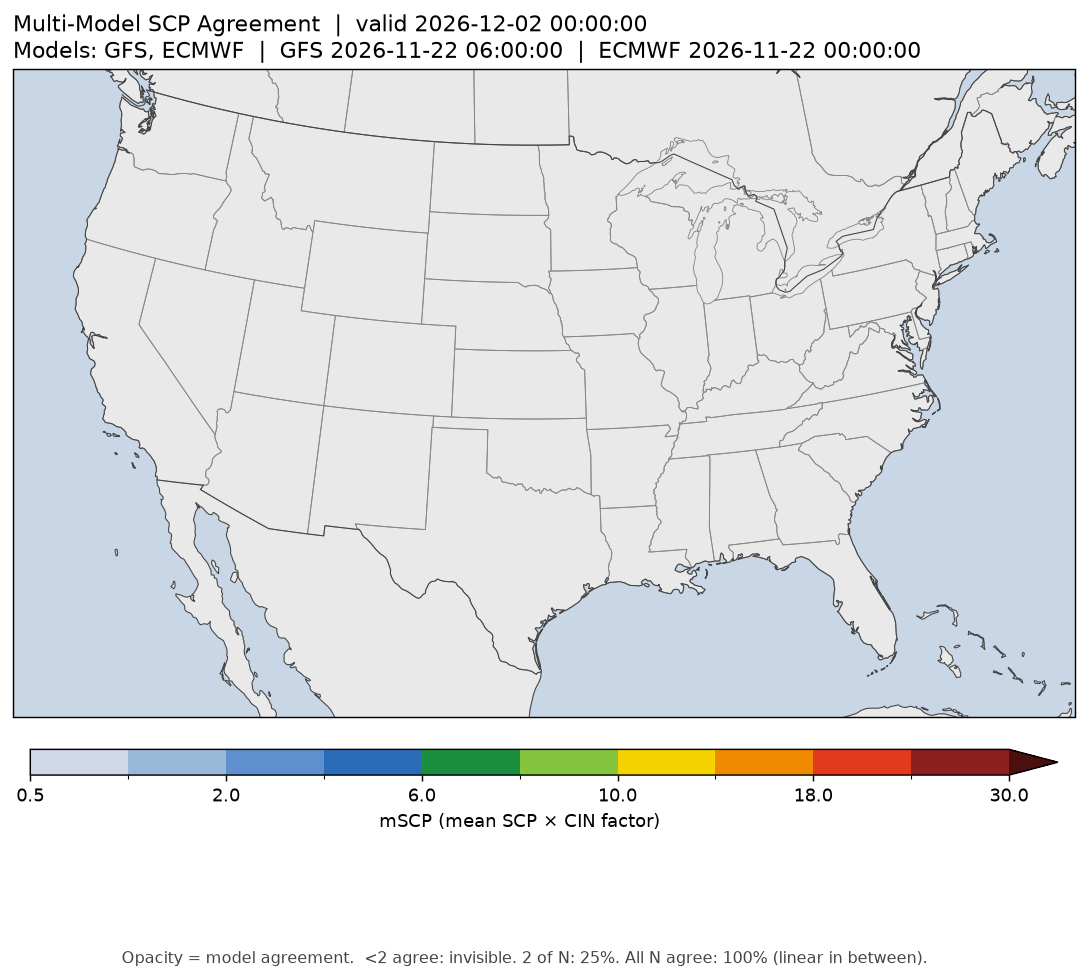 Multi-Model SCP Agreement | valid 2026-12-02 00:00:00
Models: GFS, ECMWF | GFS 2026-11-22 06:00:00 | ECMWF 2026-11-22 00:00:00
0.5 2.0 6.0 10.0 18.0 30.0
mSCP (mean SCP × CIN factor)
Opacity = model agreement. <2 agree: invisible. 2 of N: 25%. All N agree: 100% (linear in between).